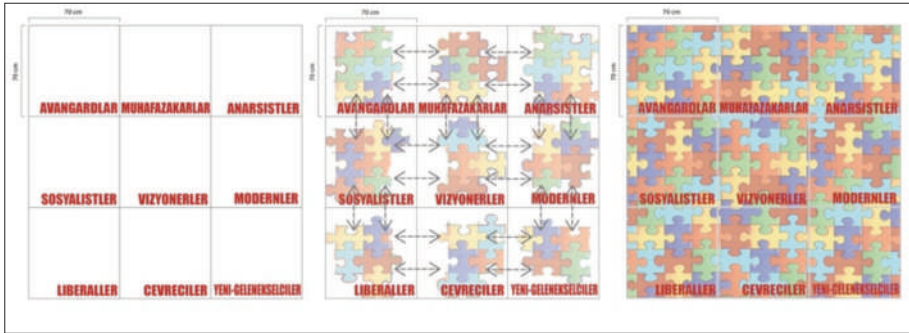 70 cm
70 cm
AVANGARDLAR MUHAFAZAKARLAR ANARSISTLER
SOSYALISTLER VIZYONERLER MODERNLER
LIBERALLER CEVRECILER YENI-GELENEKSELCILER
70 cm
70 cm
AVANGARDLAR MUHAFAZAKARLAR ANARSISTLER
SOSYALISTLER VIZYONERLER MODERNLER
LIBERALLER CEVRECILER YENI-GELENEKSELCILER
70 cm
70 cm
AVANGARDLAR MUHAFAZAKARLAR ANARSISTLER
SOSYALISTLER VIZYONERLER MODERNLER
LIBERALLER CEVRECILER YENI-GELENEKSELCILER